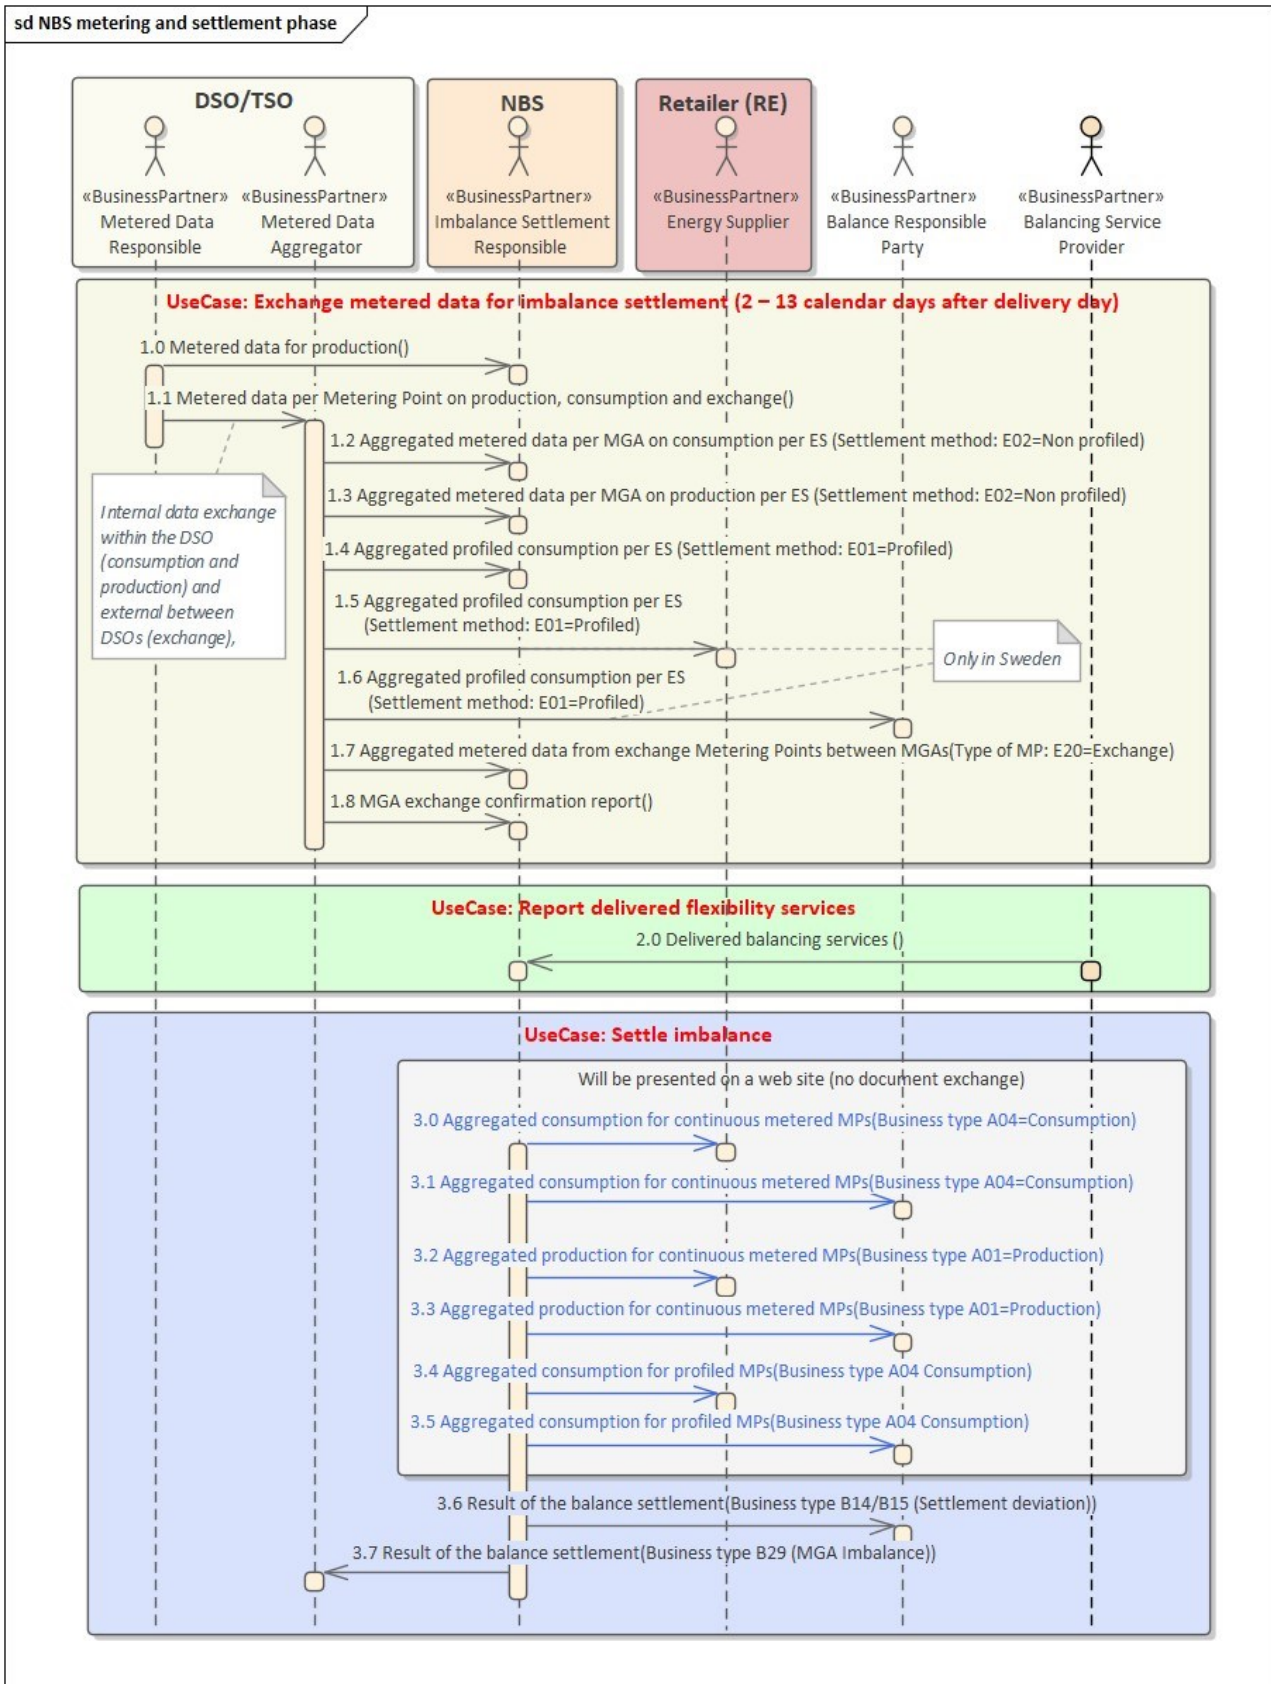 sd NBS metering and settlement phase
DSO/TSO
NBS
Retailer (RE)
«BusinessPartner»
Metered Data
Responsible
«BusinessPartner»
Metered Data
Aggregator
«BusinessPartner»
Imbalance Settlement
Responsible
«BusinessPartner»
Energy Supplier
«BusinessPartner»
Balance Responsible
Party
«BusinessPartner»
Balancing Service
Provider
UseCase: Exchange metered data for imbalance settlement (2 – 13 calendar days after delivery day)
1.0 Metered data for production()
1.1 Metered data per Metering Point on production, consumption and exchange()
1.2 Aggregated metered data per MGA on consumption per ES (Settlement method: E02=Non profiled)
Internal data exchange
within the DSO
(consumption and
production) and
external between
DSOs (exchange),
1.3 Aggregated metered data per MGA on production per ES (Settlement method: E02=Non profiled)
1.4 Aggregated profiled consumption per ES (Settlement method: E01=Profiled)
1.5 Aggregated profiled consumption per ES
(Settlement method: E01=Profiled)
Only in Sweden
1.6 Aggregated profiled consumption per ES
(Settlement method: E01=Profiled)
1.7 Aggregated metered data from exchange Metering Points between MGAs(Type of MP: E20=Exchange)
1.8 MGA exchange confirmation report()
UseCase: Report delivered flexibility services
2.0 Delivered balancing services ()
UseCase: Settle imbalance
Will be presented on a web site (no document exchange)
3.0 Aggregated consumption for continuous metered MPs(Business type A04=Consumption)
3.1 Aggregated consumption for continuous metered MPs(Business type A04=Consumption)
3.2 Aggregated production for continuous metered MPs(Business type A01=Production)
3.3 Aggregated production for continuous metered MPs(Business type A01=Production)
3.4 Aggregated consumption for profiled MPs(Business type A04 Consumption)
3.5 Aggregated consumption for profiled MPs(Business type A04 Consumption)
3.6 Result of the balance settlement(Business type B14/B15 (Settlement deviation))
3.7 Result of the balance settlement(Business type B29 (MGA Imbalance))